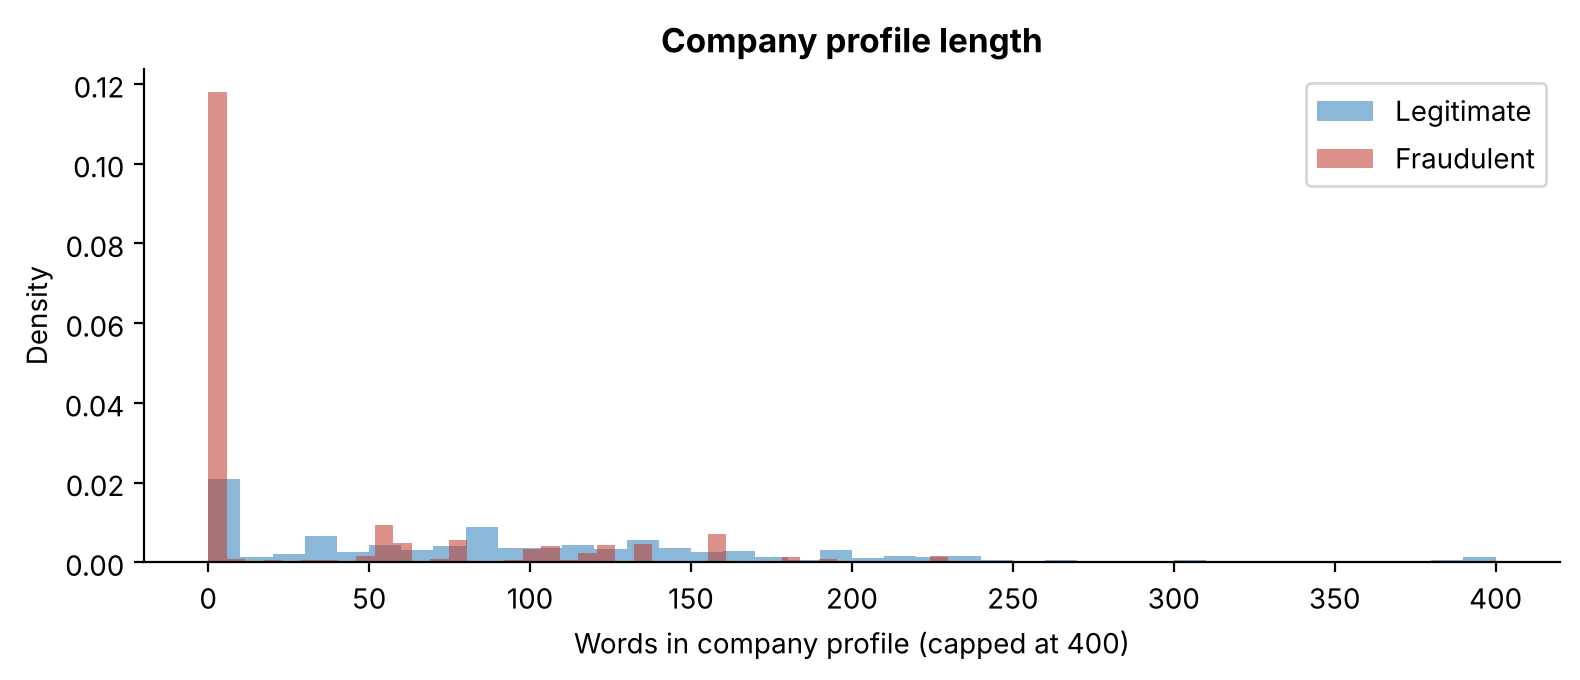 Company profile length
Legitimate
Fraudulent
Density
0.12
0.10
0.08
0.06
0.04
0.02
0.00
0 50 100 150 200 250 300 350 400
Words in company profile (capped at 400)